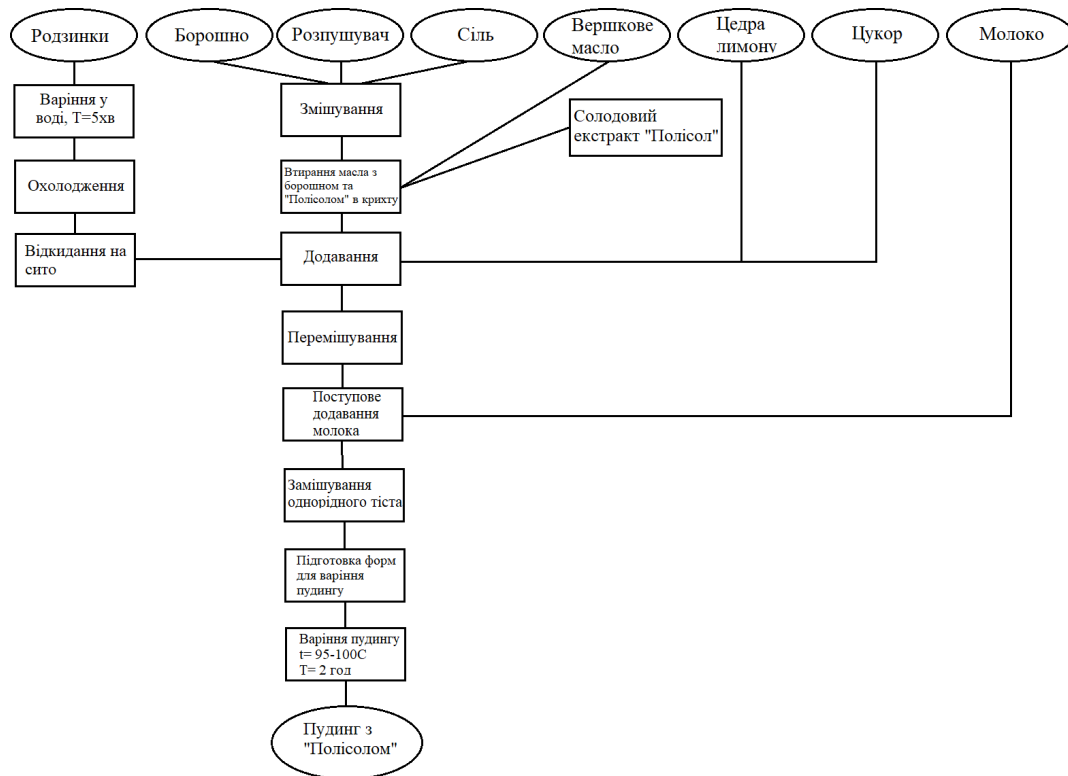 Родзинки
Борошно
Розпушувач
Сіль
Вершкове
масло
Цедра
лимону
Цукор
Молоко
Варіння у
воді, T=5хв
Змішування
Солодовий
екстракт "Полісол"
Охолодження
Втирання масла з
борошном та
"Полісолом" в крихту
Відкидання на
сито
Додавання
Перемішування
Поступове
додавання
молока
Замішування
однорідного тіста
Підготовка форм
для варіння
пудингу
Варіння пудингу
t= 95-100С
T= 2 год
Пудинг з
"Полісолом"